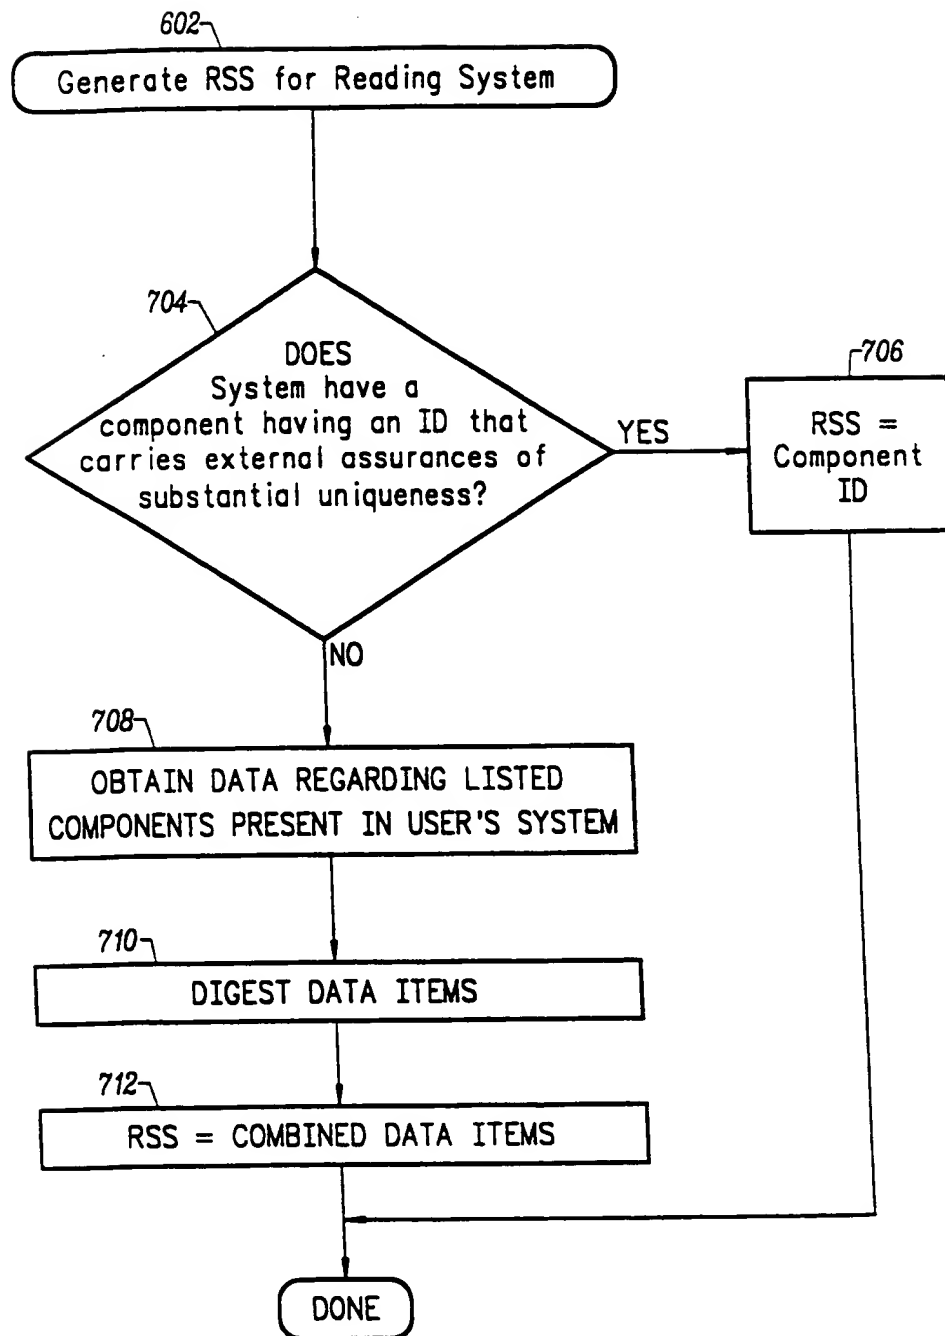 602
Generate RSS for Reading System
704
DOES
System have a
component having an ID that
carries external assurances of
substantial uniqueness?
YES
706
RSS =
Component
ID
NO
708
OBTAIN DATA REGARDING LISTED
COMPONENTS PRESENT IN USER'S SYSTEM
710
DIGEST DATA ITEMS
712
RSS = COMBINED DATA ITEMS
DONE